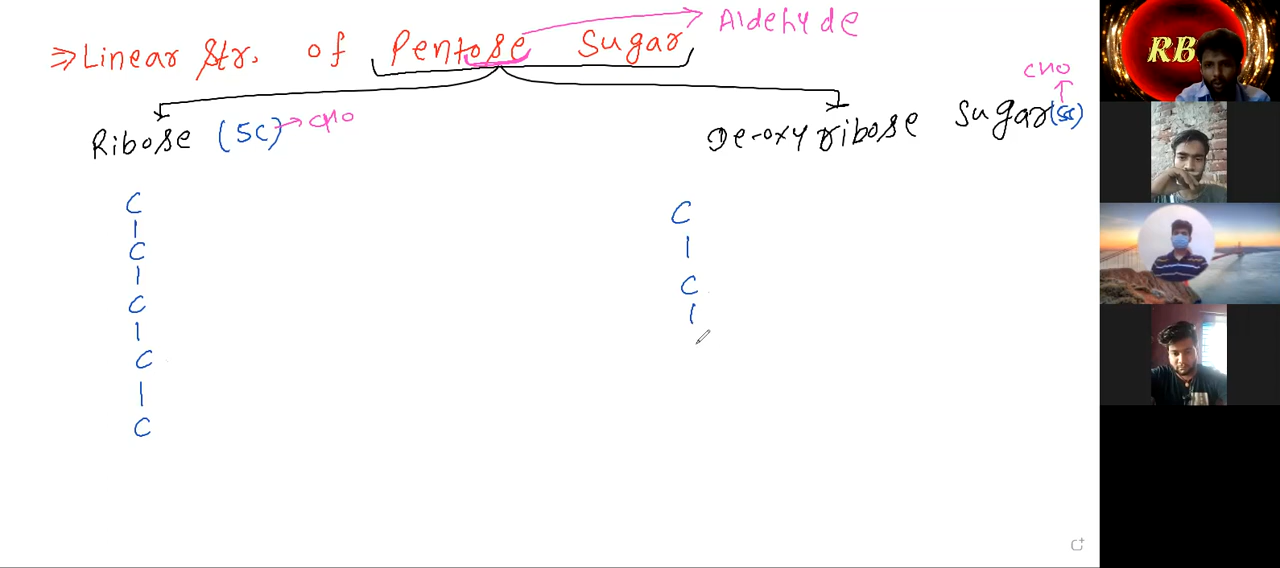 ⇒ Linear Str. of Pentose Sugar → Aldehyde
RB
CHO
Ribose (5C) → CHO
De-oxy ribose Sugar (5C)
C
C
C
C
C
C
C